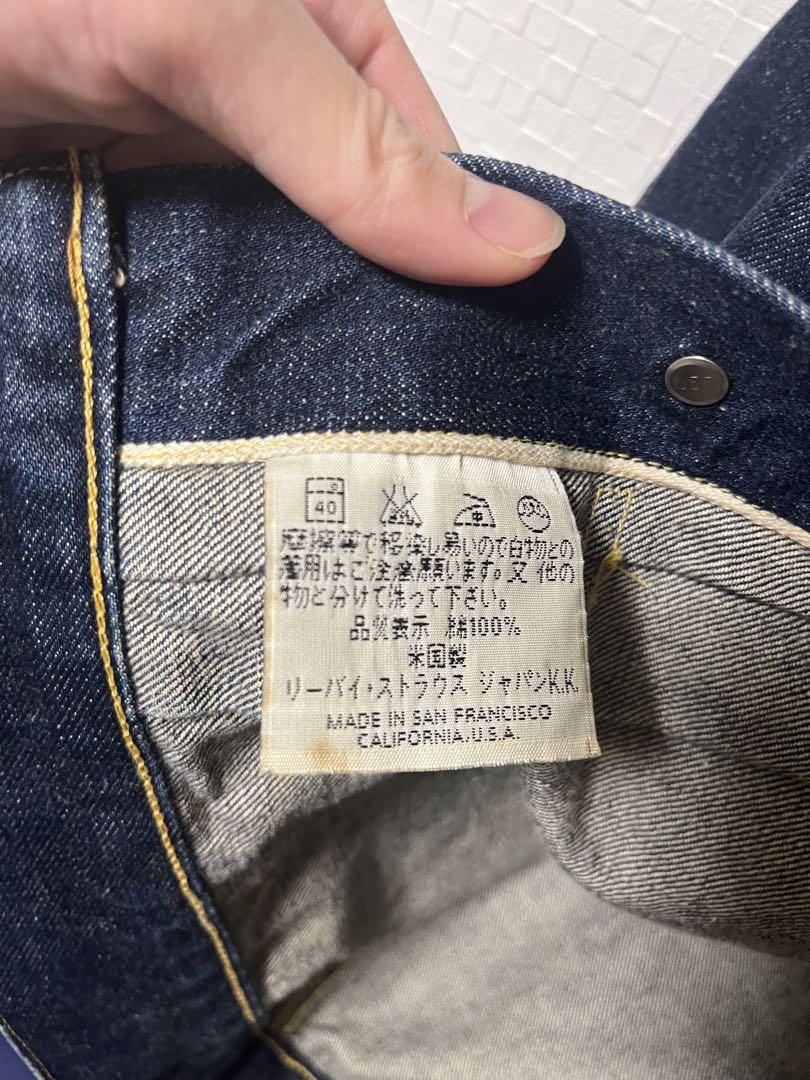 40
中
摩擦等で移染し易いので白物との
着用はご注意願います。又 他の
物と分けて洗って下さい。
品質表示 綿100%
米国製
リーバイ・ストラウス ジャパンK.K.
MADE IN SAN FRANCISCO
CALIFORNIA.U.S.A.